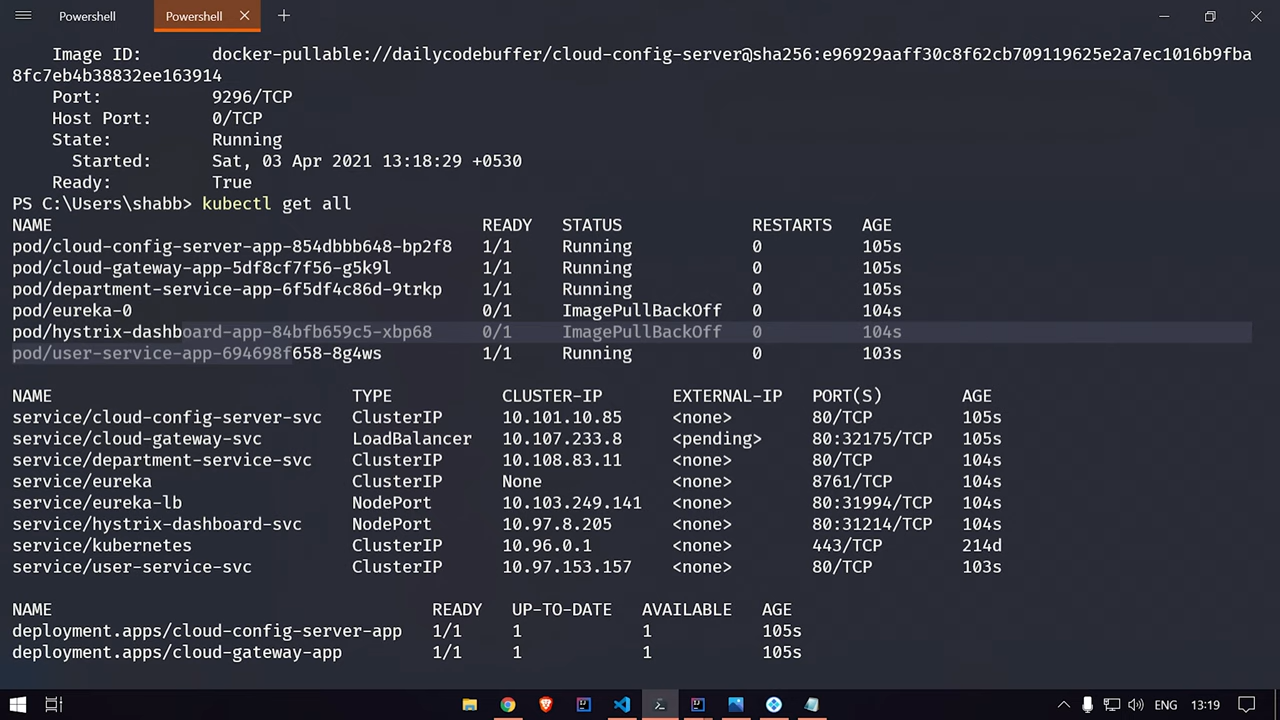 Powershell
Powershell
Image ID: docker-pullable://dailycodebuffer/cloud-config-server@sha256:e96929aaff30c8f62cb709119625e2a7ec1016b9fba
8fc7eb4b38832ee163914
Port: 9296/TCP
Host Port: 0/TCP
State: Running
Started: Sat, 03 Apr 2021 13:18:29 +0530
Ready: True
PS C:\Users\shabb> kubectl get all
NAME READY STATUS RESTARTS AGE
pod/cloud-config-server-app-854dbbb648-bp2f8 1/1 Running 0 105s
pod/cloud-gateway-app-5df8cf7f56-g5k9l 1/1 Running 0 105s
pod/department-service-app-6f5df4c86d-9trkp 1/1 Running 0 105s
pod/eureka-0 0/1 ImagePullBackOff 0 104s
pod/hystrix-dashboard-app-84bfb659c5-xbp68 0/1 ImagePullBackOff 0 104s
pod/user-service-app-694698f658-8g4ws 1/1 Running 0 103s
NAME TYPE CLUSTER-IP EXTERNAL-IP PORT(S) AGE
service/cloud-config-server-svc ClusterIP 10.101.10.85 <none> 80/TCP 105s
service/cloud-gateway-svc LoadBalancer 10.107.233.8 <pending> 80:32175/TCP 105s
service/department-service-svc ClusterIP 10.108.83.11 <none> 80/TCP 104s
service/eureka ClusterIP None <none> 8761/TCP 104s
service/eureka-lb NodePort 10.103.249.141 <none> 80:31994/TCP 104s
service/hystrix-dashboard-svc NodePort 10.97.8.205 <none> 80:31214/TCP 104s
service/kubernetes ClusterIP 10.96.0.1 <none> 443/TCP 214d
service/user-service-svc ClusterIP 10.97.153.157 <none> 80/TCP 103s
NAME READY UP-TO-DATE AVAILABLE AGE
deployment.apps/cloud-config-server-app 1/1 1 1 105s
deployment.apps/cloud-gateway-app 1/1 1 1 105s
ENG 13:19